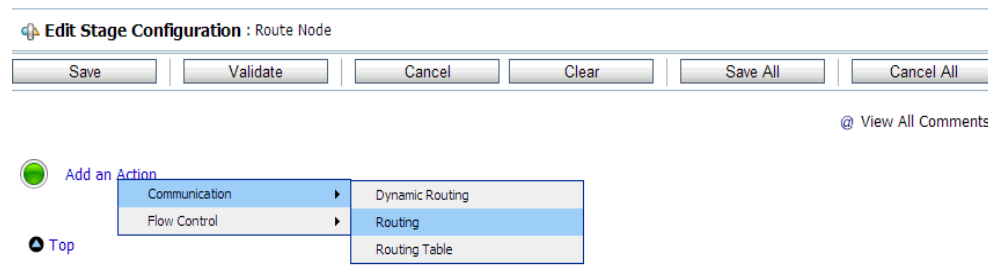 Edit Stage Configuration : Route Node
Save Validate Cancel Clear Save All Cancel All
@ View All Comments
Add an Action
Communication Dynamic Routing
Flow Control Routing
Top Routing Table